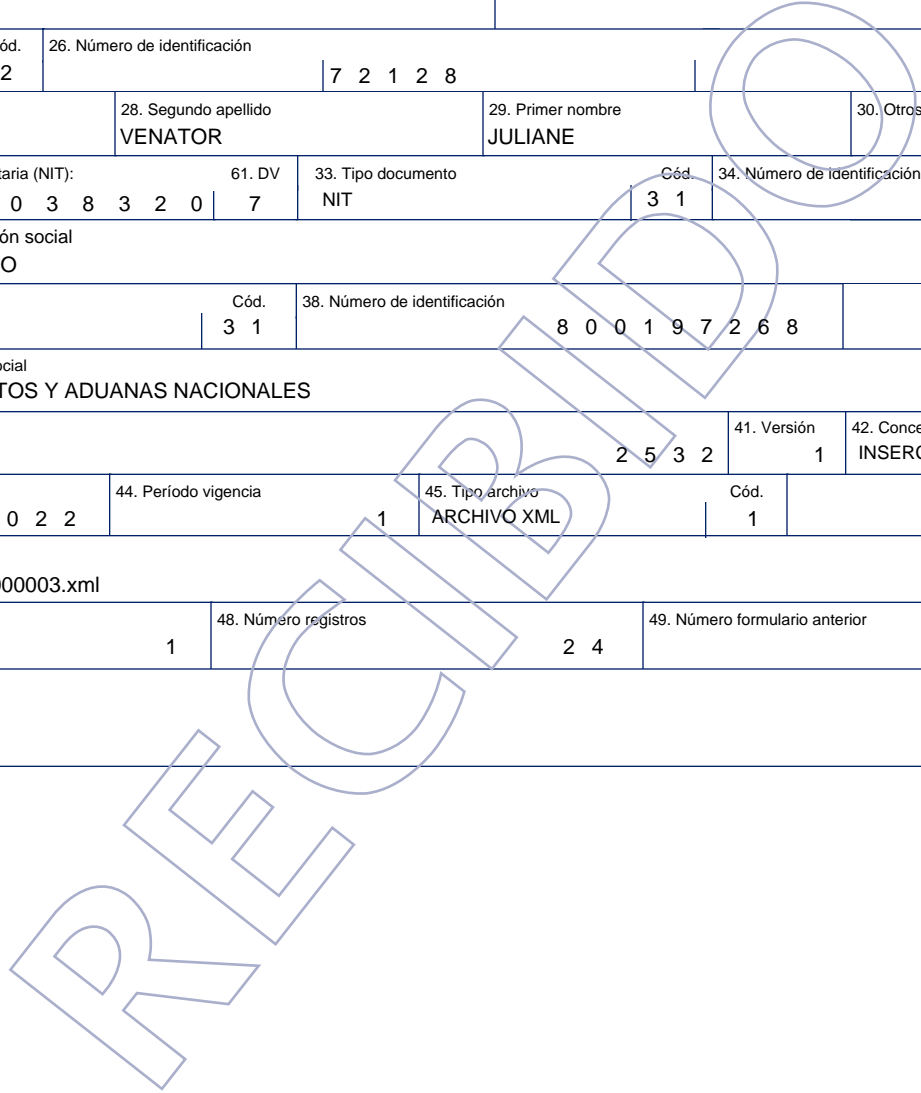 ód. 26. Número de identificación
2 7 2 1 2 8
28. Segundo apellido 29. Primer nombre 30. Otros
VENATOR JULIANE
taria (NIT): 61. DV 33. Tipo documento Cód. 34. Número de identificación
0 3 8 3 2 0 7 NIT 3 1
ón social
O
Cód. 38. Número de identificación
3 1 8 0 0 1 9 7 2 6 8
ocial
TOS Y ADUANAS NACIONALES
41. Versión 42. Conce
2 5 3 2 1 INSERC
44. Período vigencia 45. Tipo archivo Cód.
0 2 2 1 ARCHIVO XML 1
000003.xml
48. Número registros 49. Número formulario anterior
1 2 4
RECIBIDO